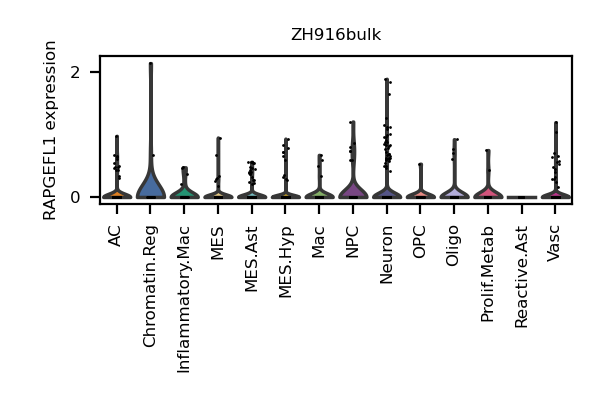 ZH916bulk
RAPGEFL1 expression
2
0
AC
Chromatin.Reg
Inflammatory.Mac
MES
MES.Ast
MES.Hyp
Mac
NPC
Neuron
OPC
Oligo
Prolif.Metab
Reactive.Ast
Vasc